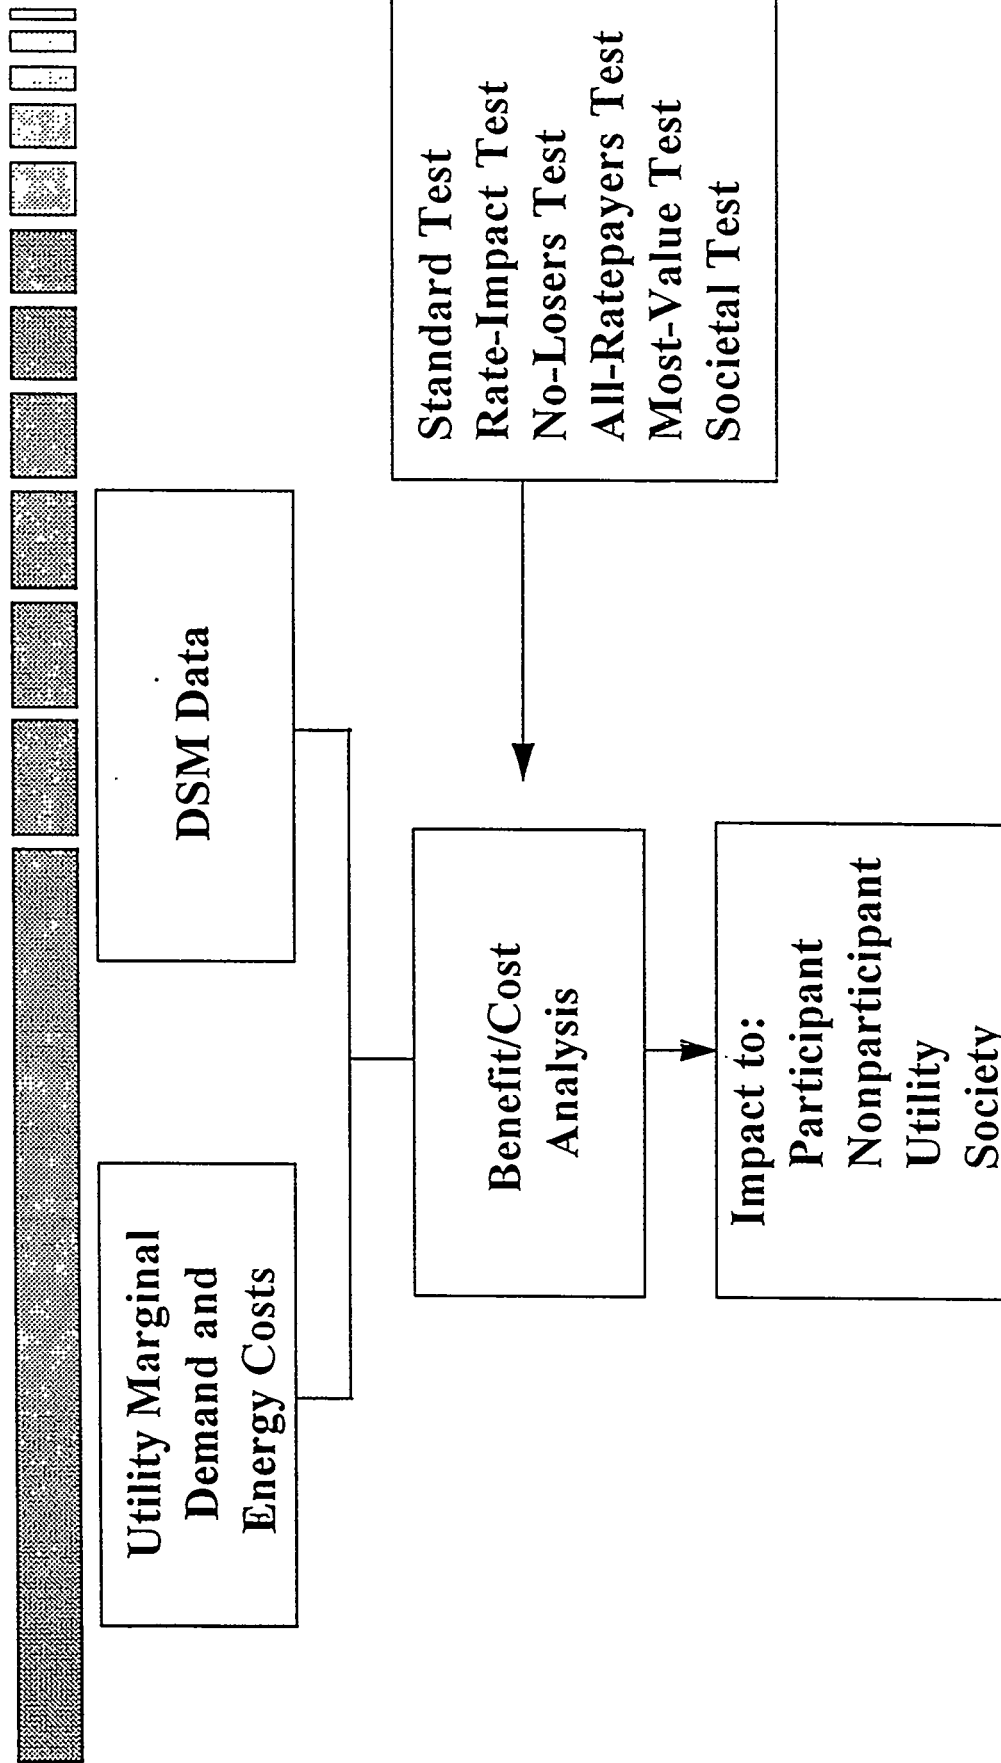 Utility Marginal
Demand and
Energy Costs
DSM Data
Benefit/Cost
Analysis
Standard Test
Rate-Impact Test
No-Losers Test
All-Ratepayers Test
Most-Value Test
Societal Test
Impact to:
Participant
Nonparticipant
Utility
Society